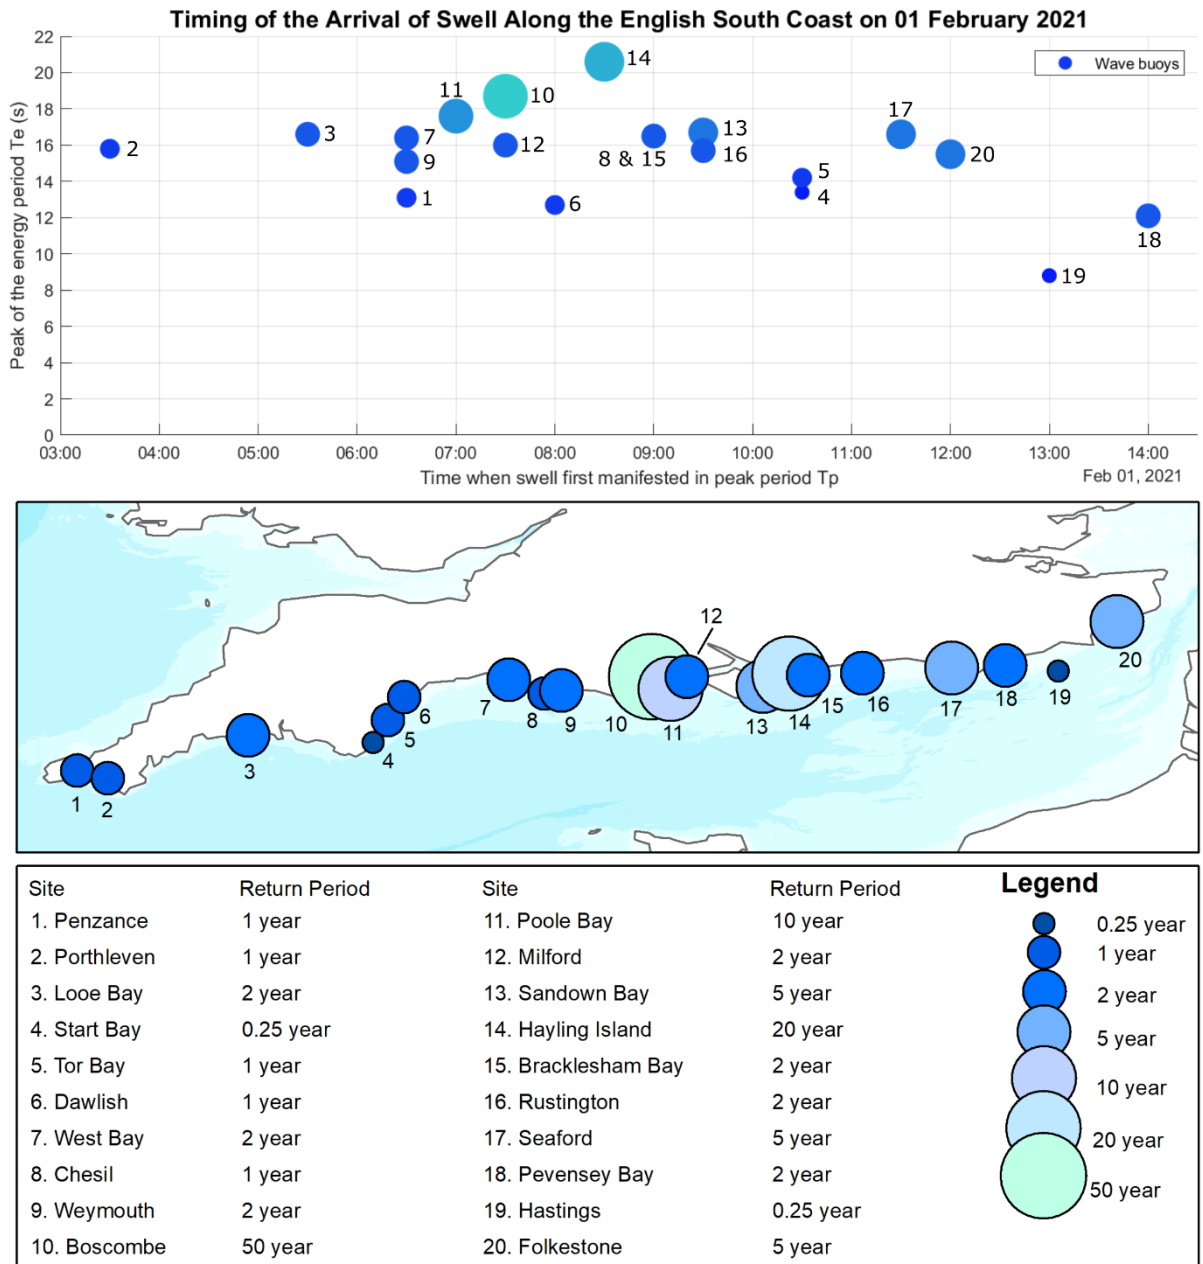 Timing of the Arrival of Swell Along the English South Coast on 01 February 2021
Peak of the energy period Te (s)
22
20
18
16
14
12
10
8
6
4
2
0
Wave buoys
14
11
10
17
3
7
13
2
12
16
20
9
8 & 15
5
1
6
4
18
19
03:00 04:00 05:00 06:00 07:00 08:00 09:00 10:00 11:00 12:00 13:00 14:00
Time when swell first manifested in peak period Tp
Feb 01, 2021
12
20
7
8
9
10
11
13
14
15
16
17
18
19
6
5
4
3
1
2
Site Return Period Site Return Period
1. Penzance 1 year 11. Poole Bay 10 year
2. Porthleven 1 year 12. Milford 2 year
3. Looe Bay 2 year 13. Sandown Bay 5 year
4. Start Bay 0.25 year 14. Hayling Island 20 year
5. Tor Bay 1 year 15. Bracklesham Bay 2 year
6. Dawlish 1 year 16. Rustington 2 year
7. West Bay 2 year 17. Seaford 5 year
8. Chesil 1 year 18. Pevensey Bay 2 year
9. Weymouth 2 year 19. Hastings 0.25 year
10. Boscombe 50 year 20. Folkestone 5 year
Legend
0.25 year
1 year
2 year
5 year
10 year
20 year
50 year